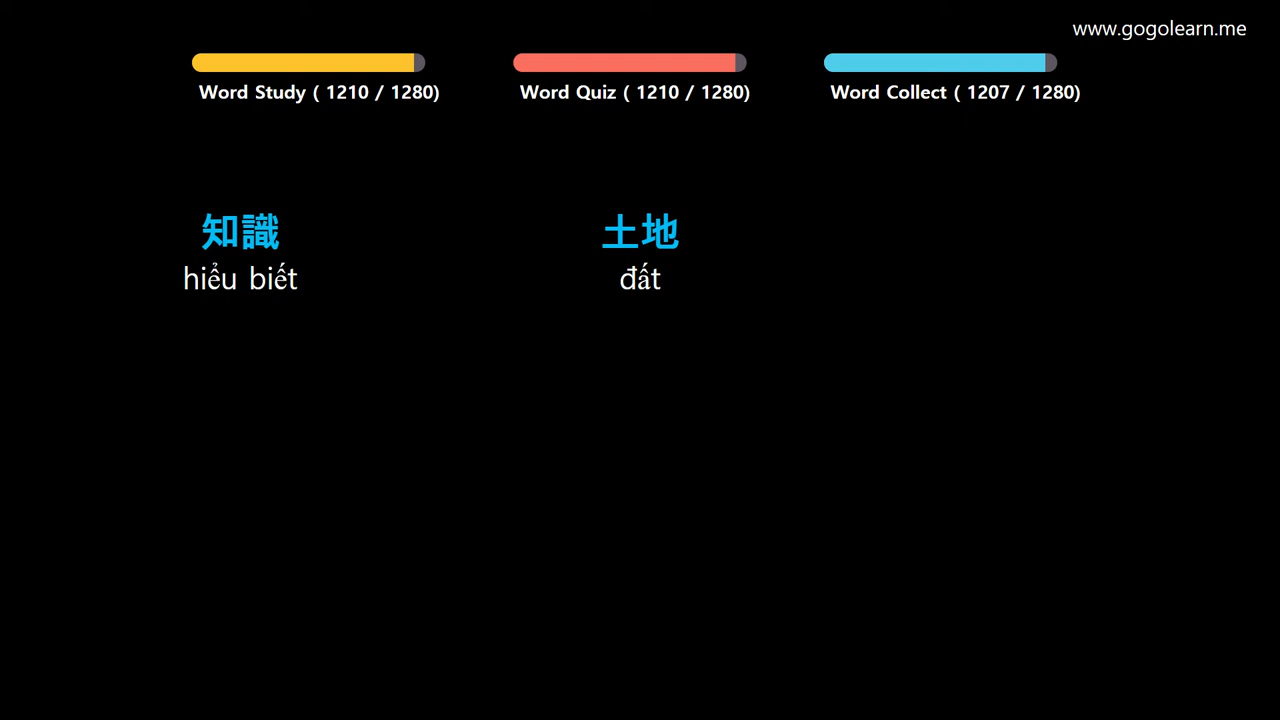 www.gogolearn.me
Word Study ( 1210 / 1280)
Word Quiz ( 1210 / 1280)
Word Collect ( 1207 / 1280)
知識
hiểu biết
土地
đất